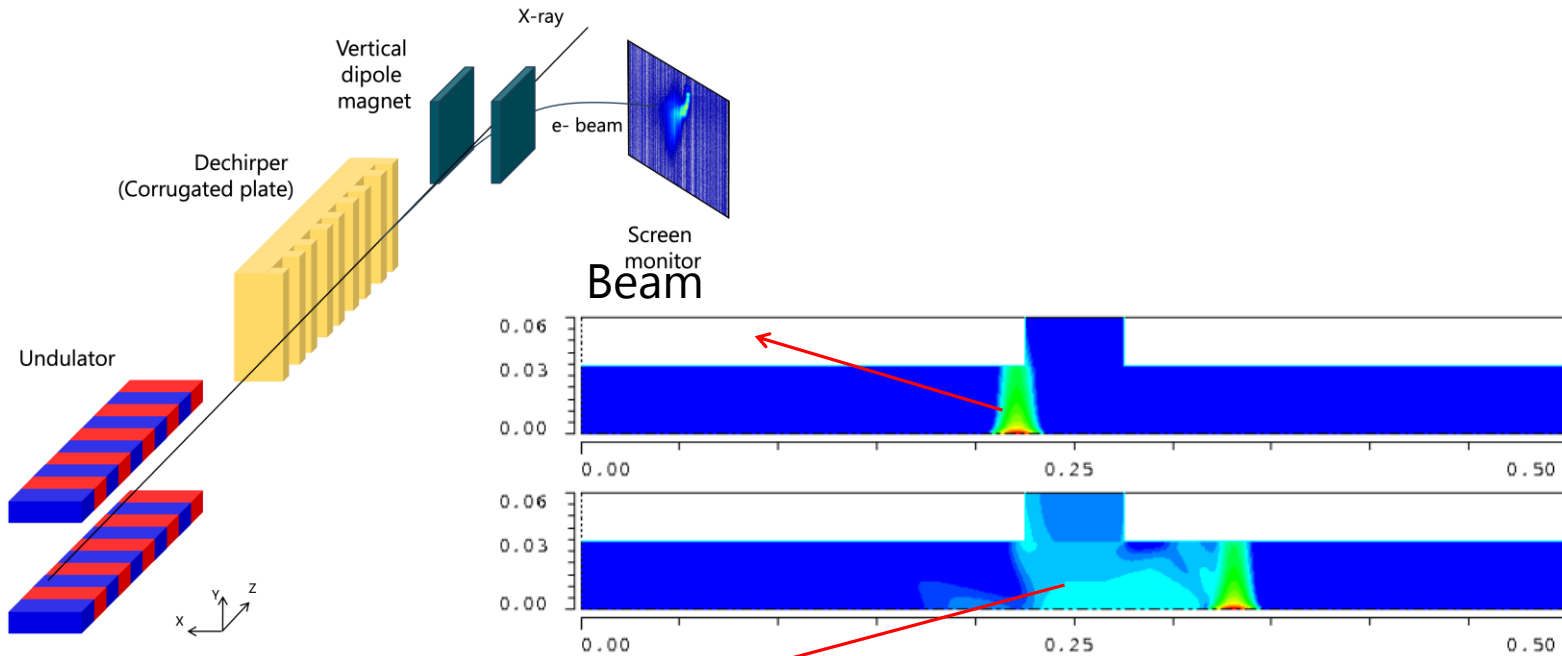 X-ray
Vertical
dipole
magnet
e- beam
Dechirper
(Corrugated plate)
Screen
monitor
Undulator
Y
Z
X
Beam
0.06
0.03
0.00
0.00 0.25 0.50
0.06
0.03
0.00
0.00 0.25 0.50